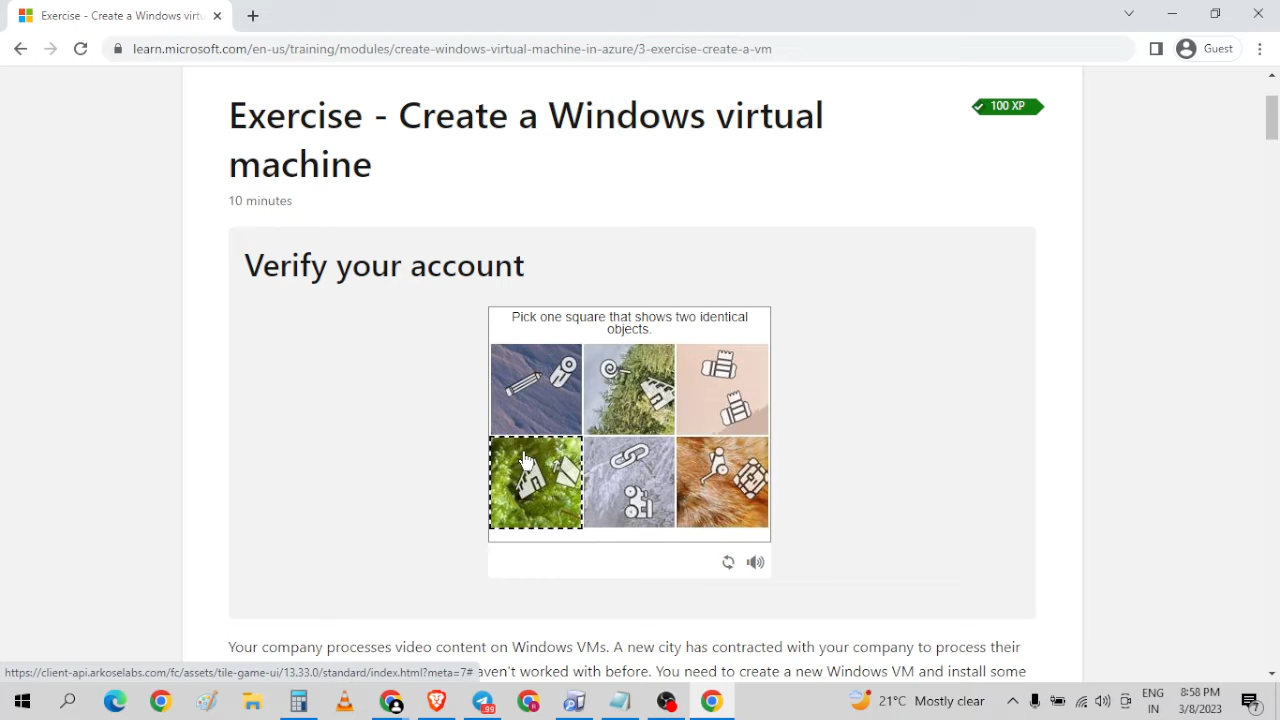 Exercise - Create a Windows virtu
learn.microsoft.com/en-us/training/modules/create-windows-virtual-machine-in-azure/3-exercise-create-a-vm
Guest
Exercise - Create a Windows virtual
machine
100 XP
10 minutes
Verify your account
Pick one square that shows two identical
objects.
Your company processes video content on Windows VMs. A new city has contracted with your company to process their
https://client-api.arkoselabs.com/fc/assets/tile-game-ui/13.33.0/standard/index.html?meta=7#
aven't worked with before. You need to create a new Windows VM and install some
99
21°C Mostly clear
ENG
IN
8:58 PM
3/8/2023
7